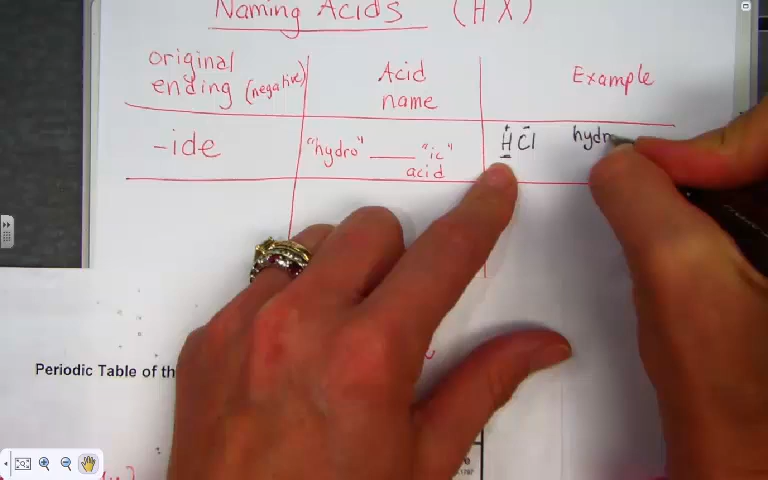 Naming Acids (HX)
original ending (negative)
Acid name
Example
-ide
"hydro" ____ "ic" acid
HCl
hydr
Periodic Table of th